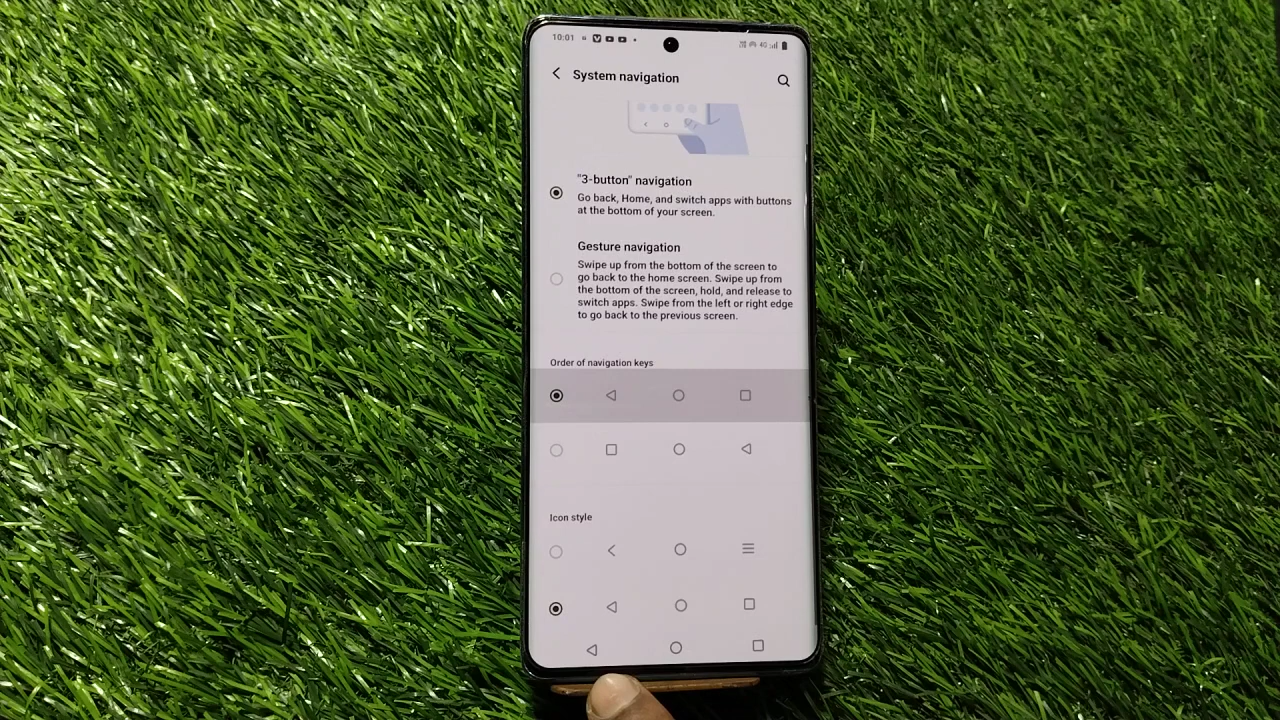 10:01
4G
System navigation
"3-button" navigation
Go back, Home, and switch apps with buttons
at the bottom of your screen.
Gesture navigation
Swipe up from the bottom of the screen to
go back to the home screen. Swipe up from
the bottom of the screen, hold, and release to
switch apps. Swipe from the left or right edge
to go back to the previous screen.
Order of navigation keys
Icon style